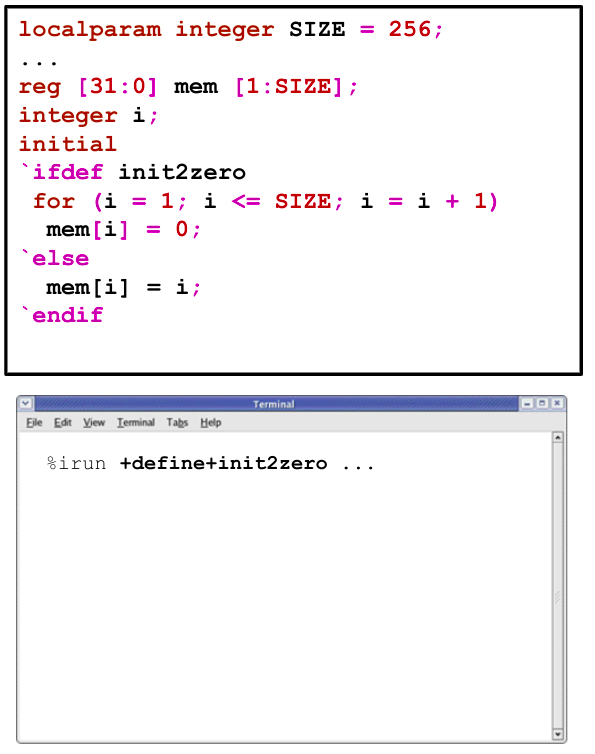 localparam integer SIZE = 256;
...
reg [31:0] mem [1:SIZE];
integer i;
initial
`ifdef init2zero
for (i = 1; i <= SIZE; i = i + 1)
mem[i] = 0;
`else
mem[i] = i;
`endif
Terminal
File Edit View Terminal Tabs Help
%irun +define+init2zero ...